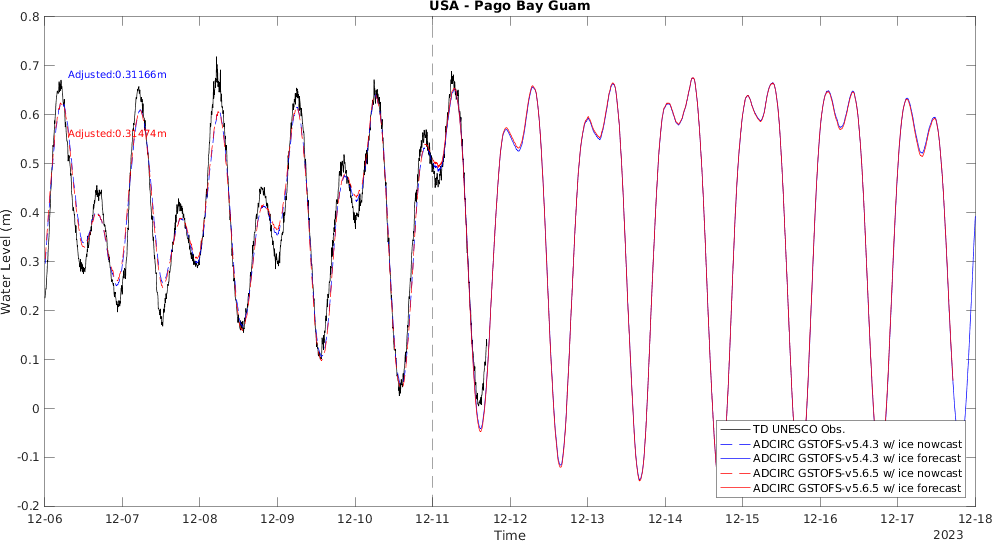 USA - Pago Bay Guam
0.8
0.7
0.6
0.5
0.4
0.3
0.2
0.1
0
-0.1
-0.2
Water Level (m)
Adjusted:0.31166m
Adjusted:0.31474m
TD UNESCO Obs.
ADCIRC GSTOFS-v5.4.3 w/ ice nowcast
ADCIRC GSTOFS-v5.4.3 w/ ice forecast
ADCIRC GSTOFS-v5.6.5 w/ ice nowcast
ADCIRC GSTOFS-v5.6.5 w/ ice forecast
12-06 12-07 12-08 12-09 12-10 12-11 12-12 12-13 12-14 12-15 12-16 12-17 12-18
Time
2023